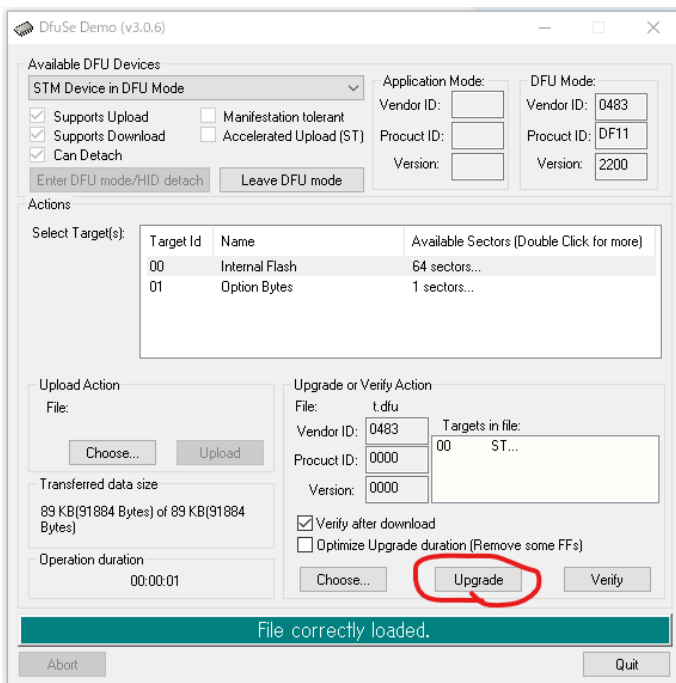 DfuSe Demo (v3.0.6)
Available DFU Devices
STM Device in DFU Mode
Supports Upload
Manifestation tolerant
Supports Download
Accelerated Upload (ST)
Can Detach
Enter DFU mode/HID detach
Leave DFU mode
Application Mode:
Vendor ID:
Procuct ID:
Version:
DFU Mode:
Vendor ID: 0483
Procuct ID: DF11
Version: 2200
Actions
Select Target(s):
Target Id Name Available Sectors (Double Click for more)
00 Internal Flash 64 sectors...
01 Option Bytes 1 sectors...
Upload Action
File:
Choose... Upload
Transferred data size
89 KB(91884 Bytes) of 89 KB(91884
Bytes)
Operation duration
00:00:01
Upgrade or Verify Action
File: t.dfu
Vendor ID: 0483
Procuct ID: 0000
Version: 0000
Targets in file:
00 ST...
Verify after download
Optimize Upgrade duration (Remove some FFs)
Choose... Upgrade Verify
File correctly loaded.
Abort Quit